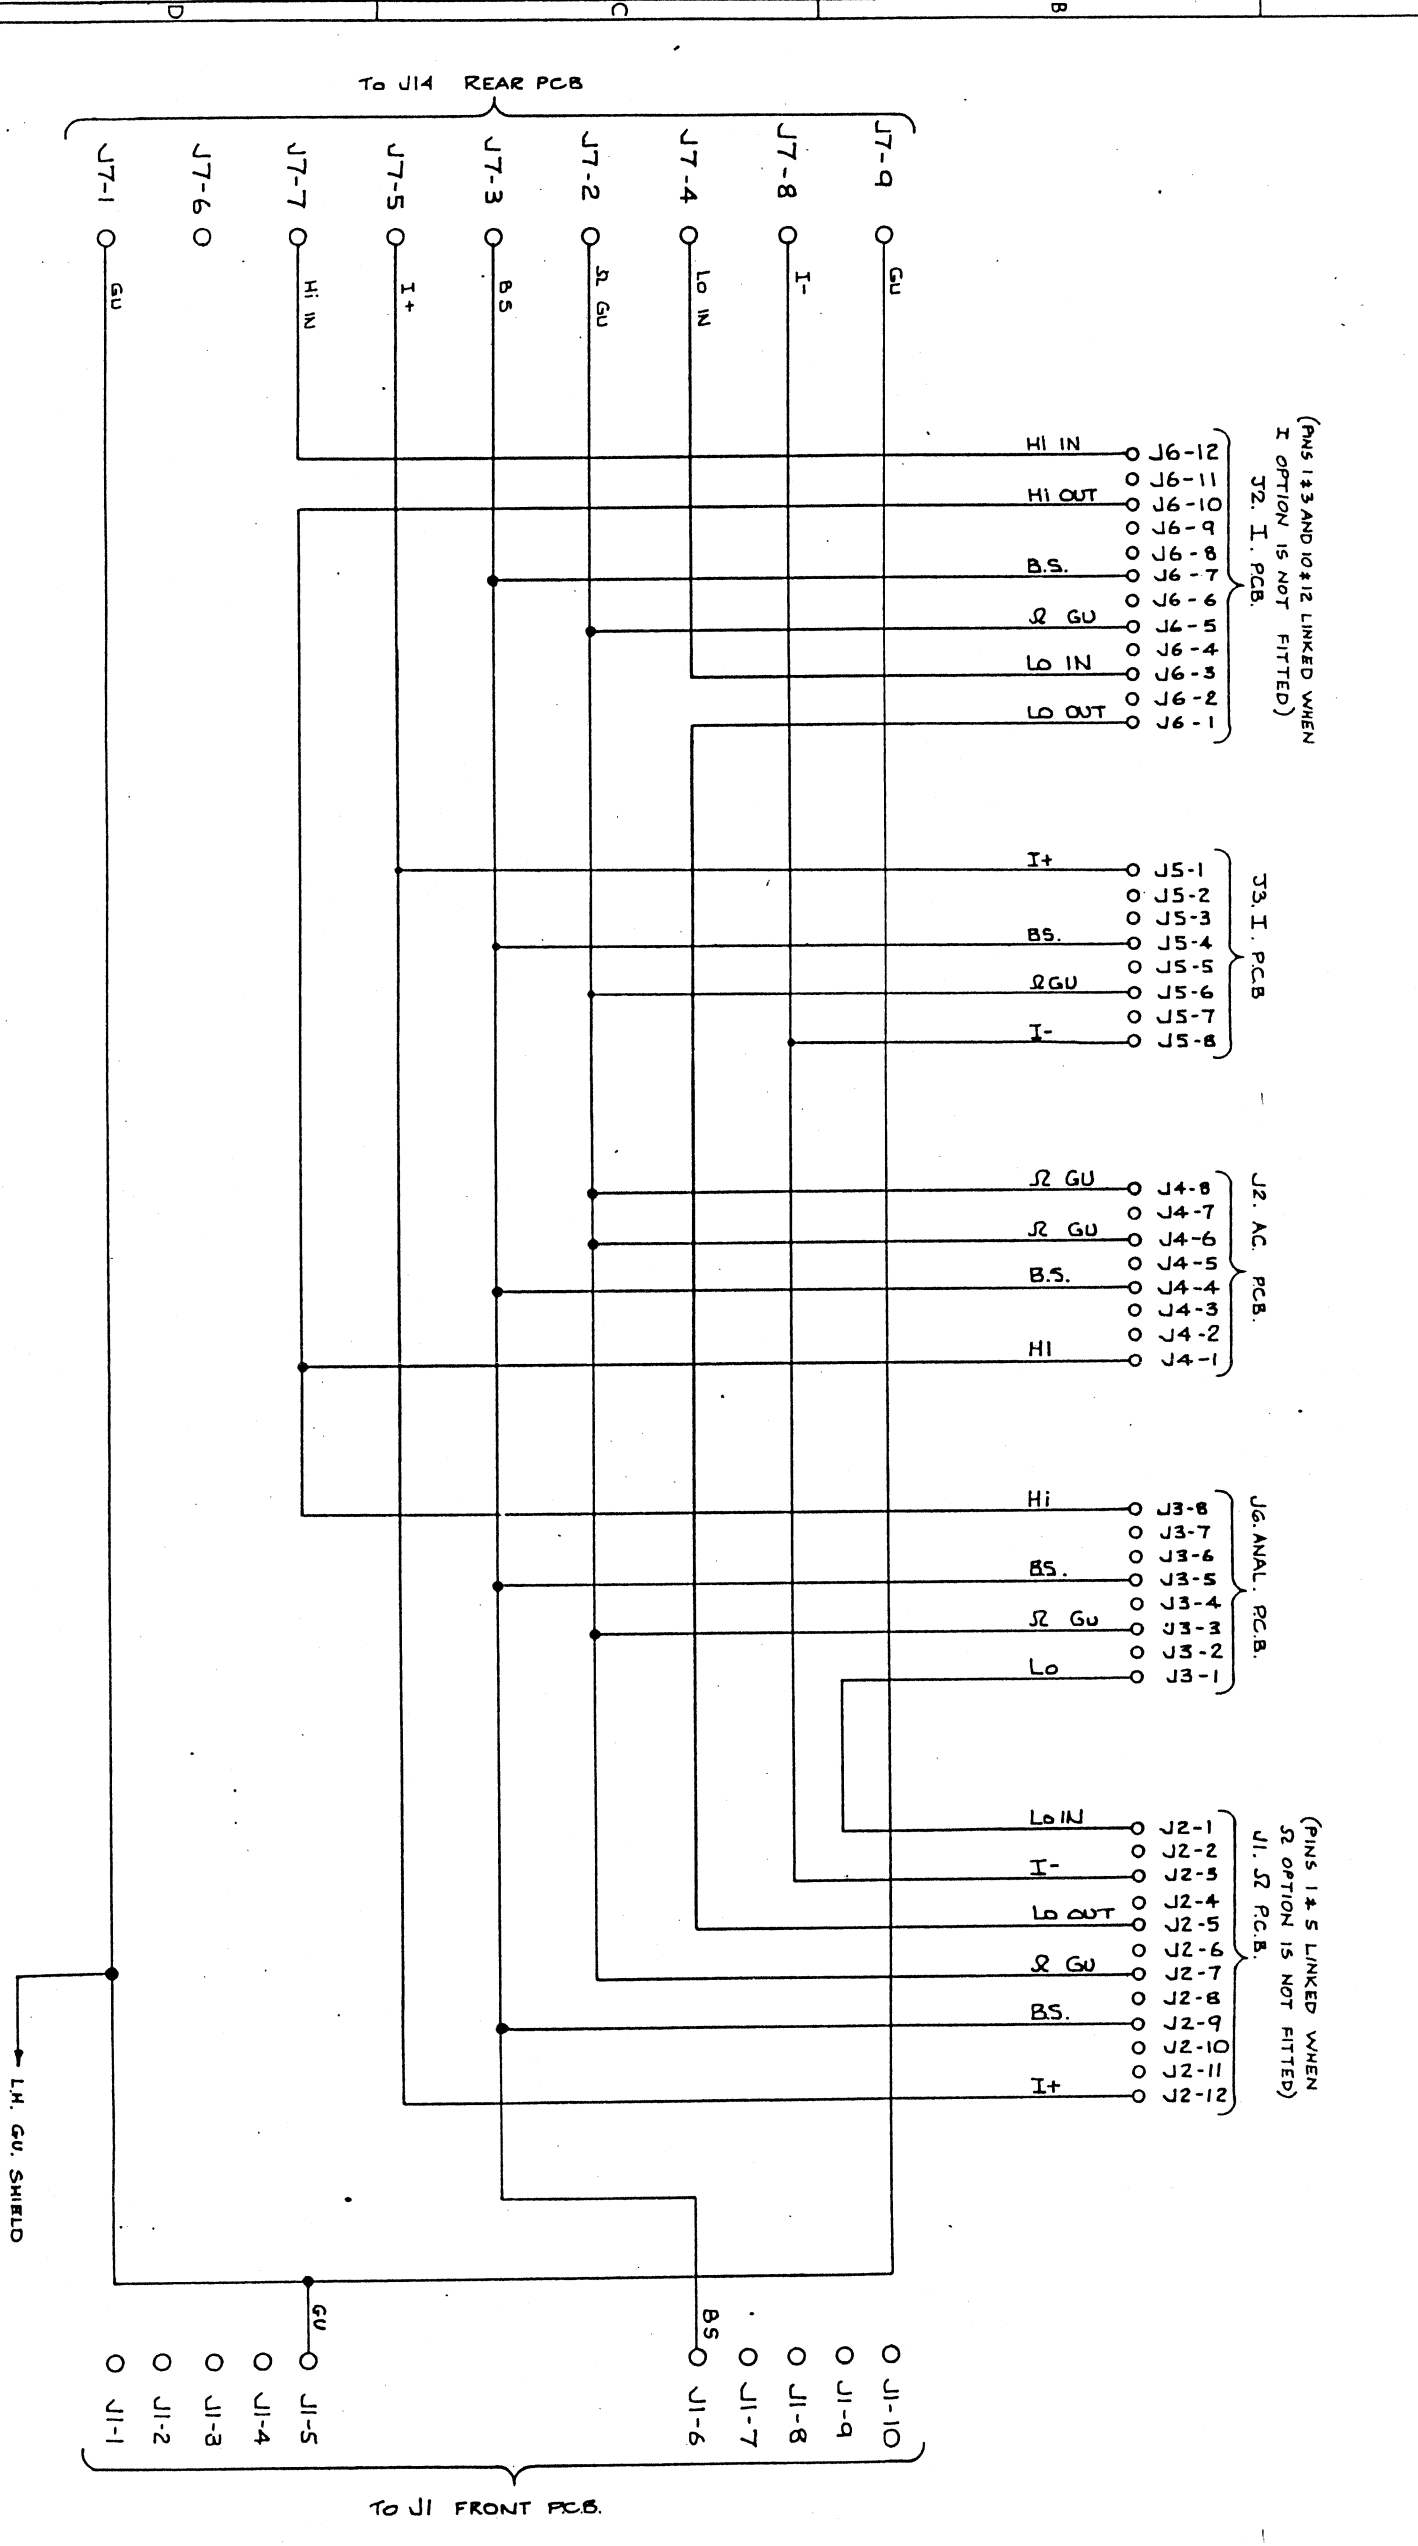 D
C
B
To J14 REAR PCB
J7-1
J7-6
J7-7
J7-5
J7-3
J7-2
J7-4
J7-8
J7-9
GU
Hi IN
I+
BS
Ω GU
Lo IN
I-
GU
(PINS 1 & 3 AND 10 & 12 LINKED WHEN
I OPTION IS NOT FITTED)
J2. I. PCB.
HI IN
J6-12
J6-11
Hi OUT
J6-10
J6-9
J6-8
B.S.
J6-7
J6-6
Ω GU
J6-5
J6-4
LO IN
J6-3
J6-2
LO OUT
J6-1
J3. I. P.C.B
I+
J5-1
J5-2
J5-3
BS.
J5-4
J5-5
ΩGU
J5-6
J5-7
I-
J5-8
J2. AC. PCB.
Ω GU
J4-8
J4-7
Ω GU
J4-6
J4-5
B.S.
J4-4
J4-3
J4-2
HI
J4-1
J6. ANAL. P.C.B.
Hi
J3-8
J3-7
J3-6
BS.
J3-5
J3-4
Ω GU
J3-3
J3-2
Lo
J3-1
(PINS 1 & 5 LINKED WHEN
Ω OPTION IS NOT FITTED)
J1. Ω P.C.B.
Lo IN
J2-1
J2-2
I-
J2-3
J2-4
LO OUT
J2-5
J2-6
Ω GU
J2-7
J2-8
B.S.
J2-9
J2-10
J2-11
I+
J2-12
L.H. GU. SHIELD
GU
BS
J1-1
J1-2
J1-3
J1-4
J1-5
J1-6
J1-7
J1-8
J1-9
J1-10
TO J1 FRONT P.C.B.